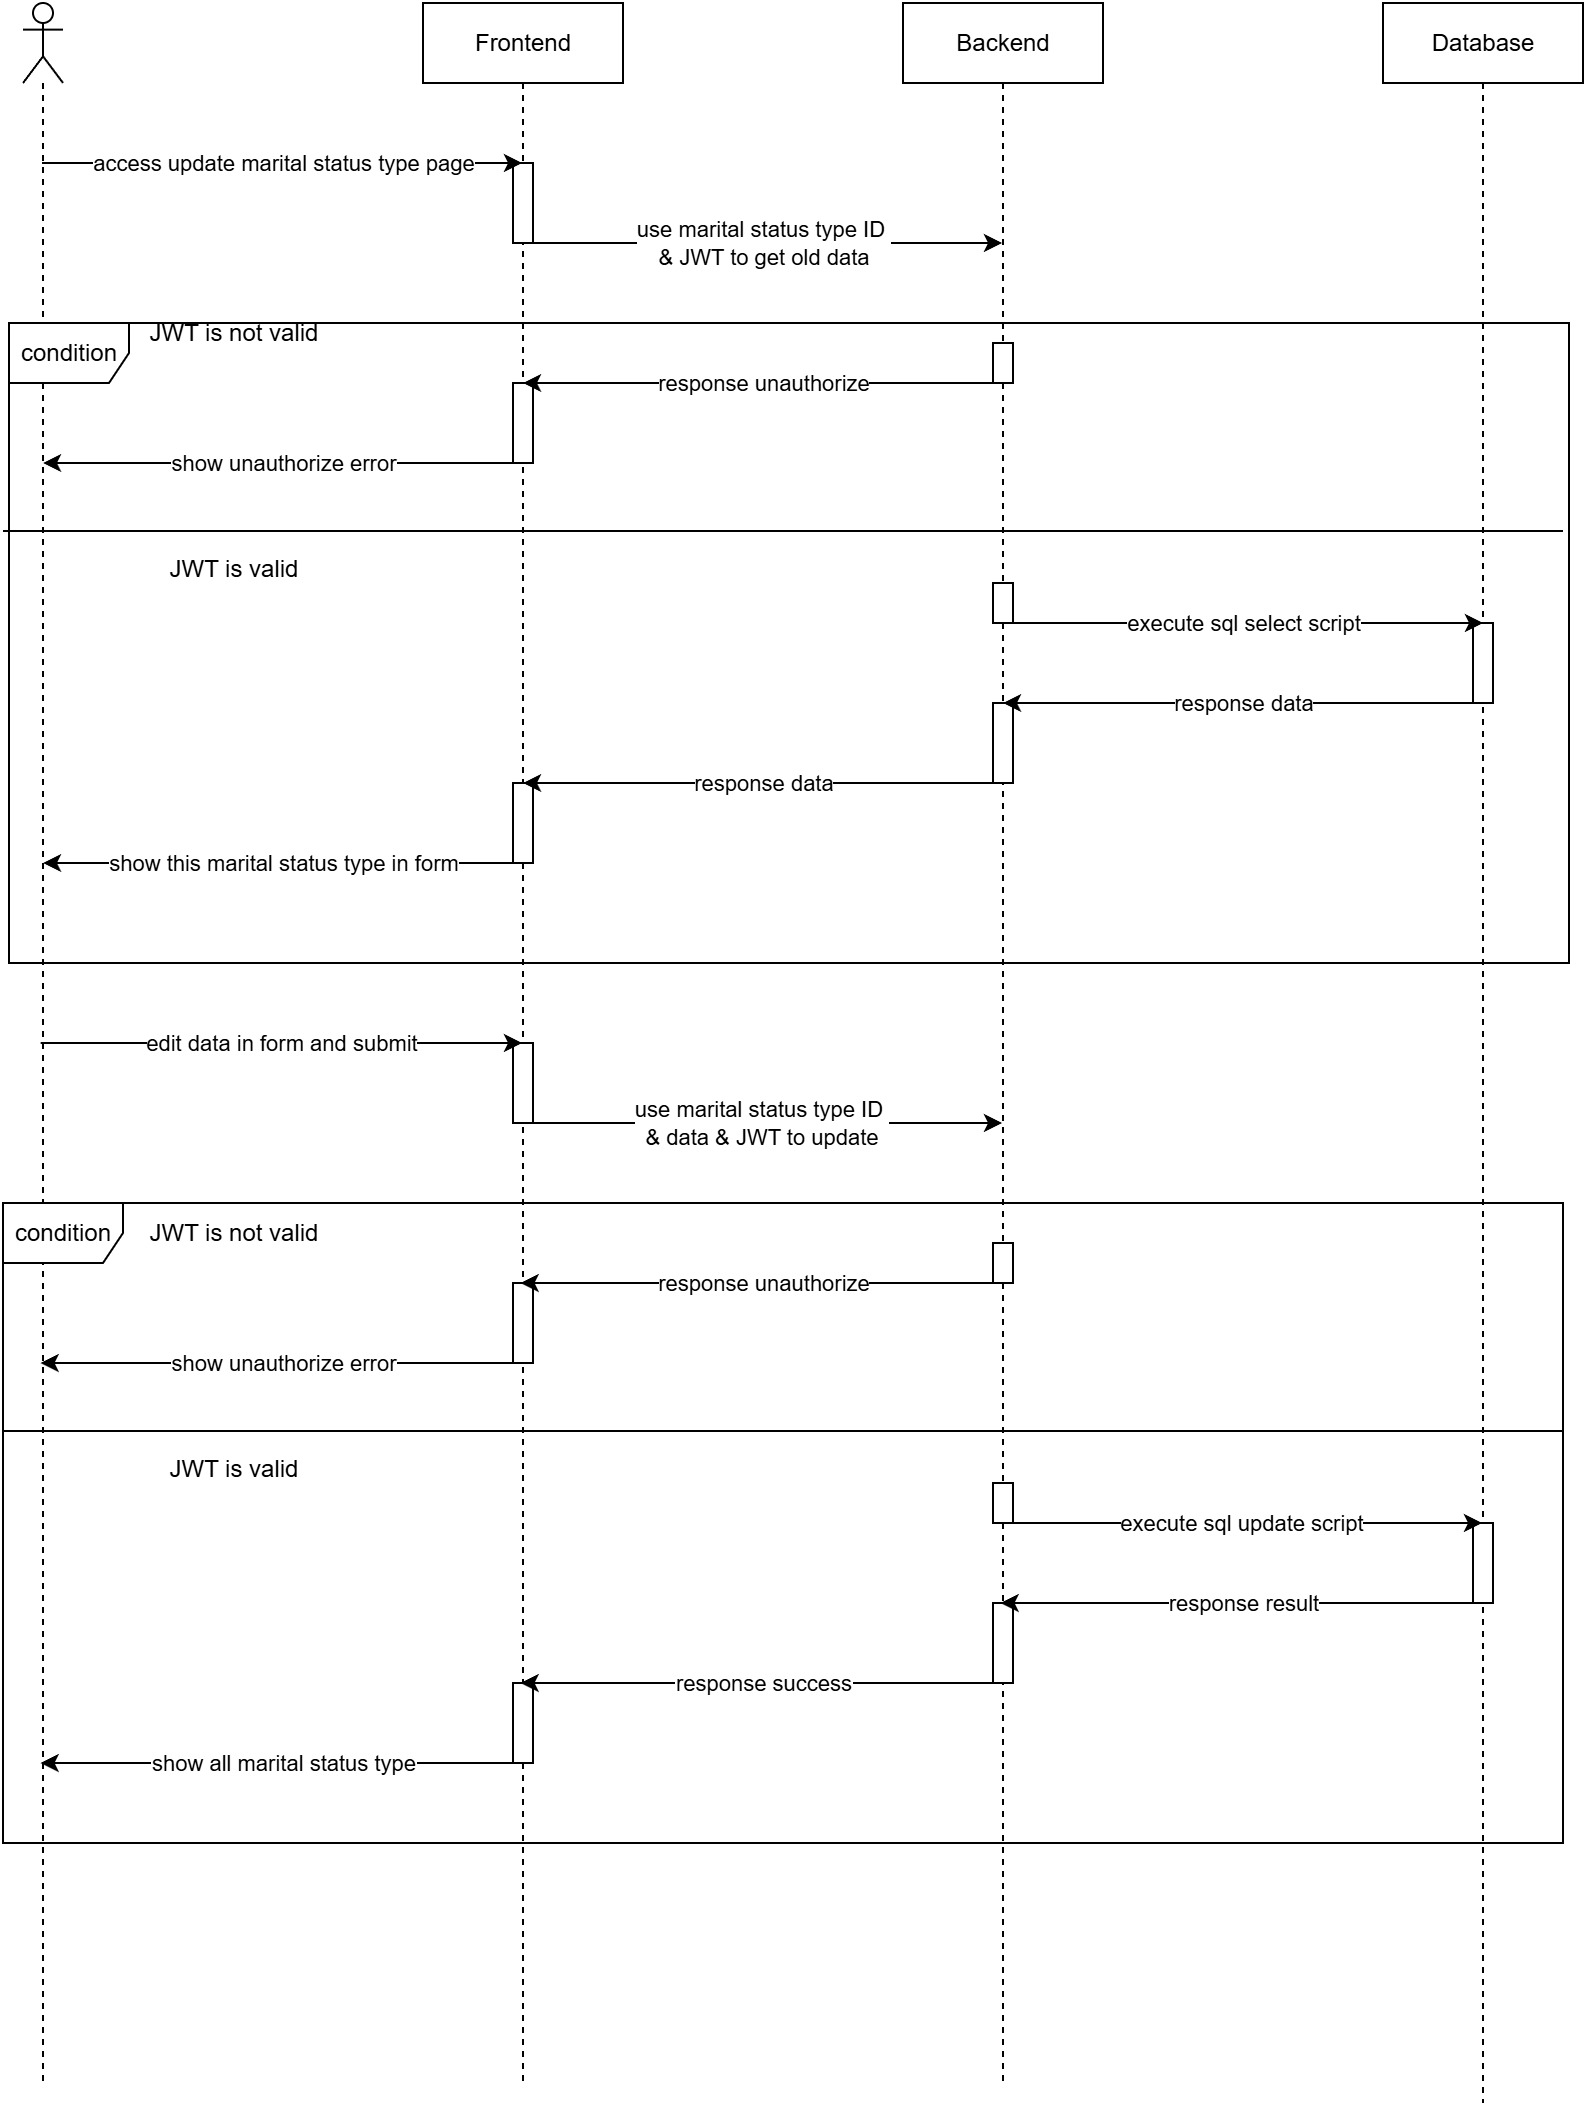 Frontend
Backend
Database
access update marital status type page
use marital status type ID
& JWT to get old data
condition
JWT is not valid
response unauthorize
show unauthorize error
JWT is valid
execute sql select script
response data
response data
show this marital status type in form
edit data in form and submit
use marital status type ID
& data & JWT to update
condition
JWT is not valid
response unauthorize
show unauthorize error
JWT is valid
execute sql update script
response result
response success
show all marital status type